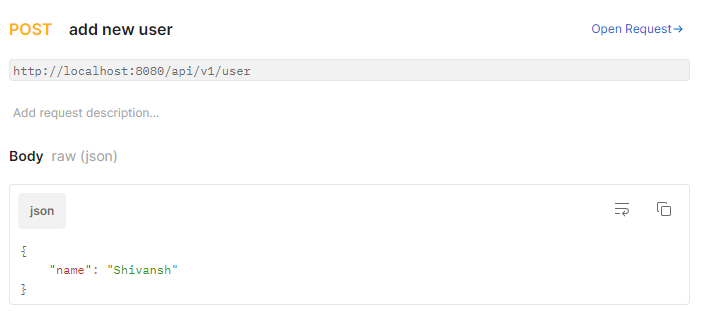 POST add new user Open Request→
http://localhost:8080/api/v1/user
Add request description...
Body raw (json)
json
{
    "name": "Shivansh"
}